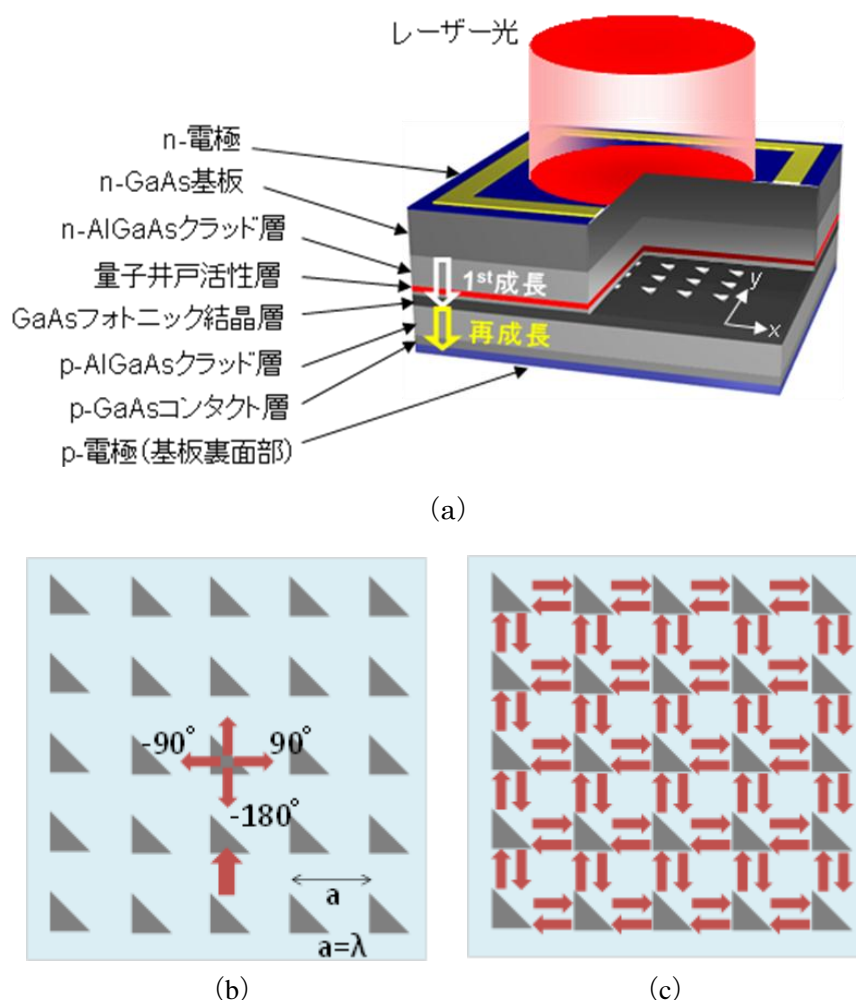 レーザー光
n-電極
n-GaAs基板
n-AlGaAsクラッド層
量子井戸活性層
GaAsフォトニック結晶層
p-AlGaAsクラッド層
p-GaAsコンタクト層
p-電極(基板裏面部)
1st成長
再成長
y
x
(a)
-90°
90°
-180°
a
a=λ
(b)
(c)